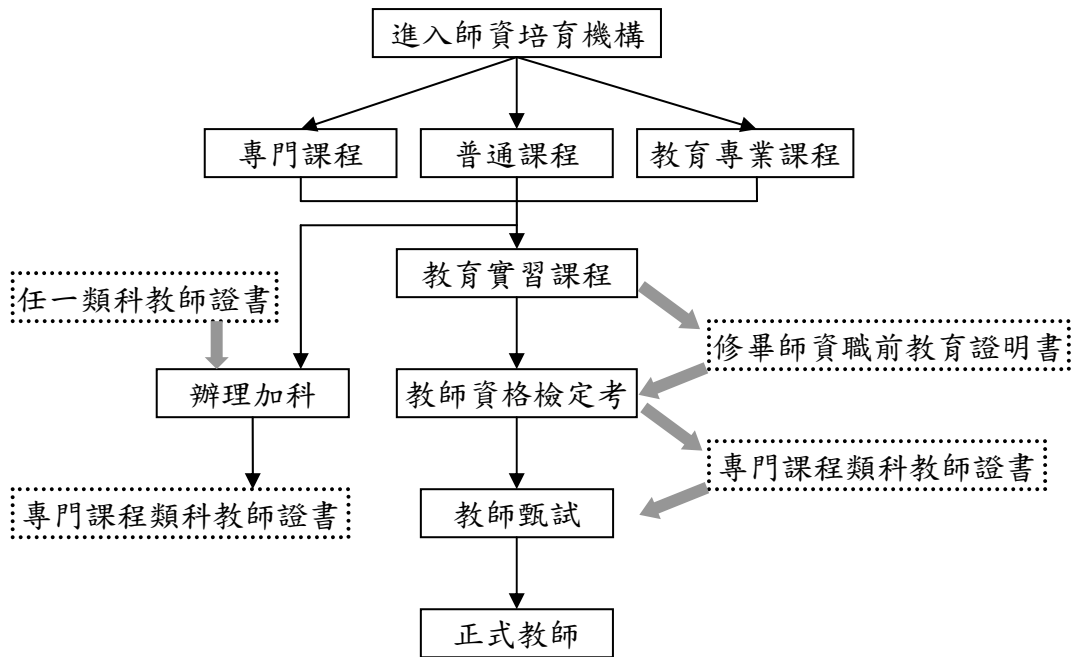 進入師資培育機構
專門課程
普通課程
教育專業課程
教育實習課程
任一類科教師證書
修畢師資職前教育證明書
辦理加科
教師資格檢定考
專門課程類科教師證書
專門課程類科教師證書
教師甄試
正式教師